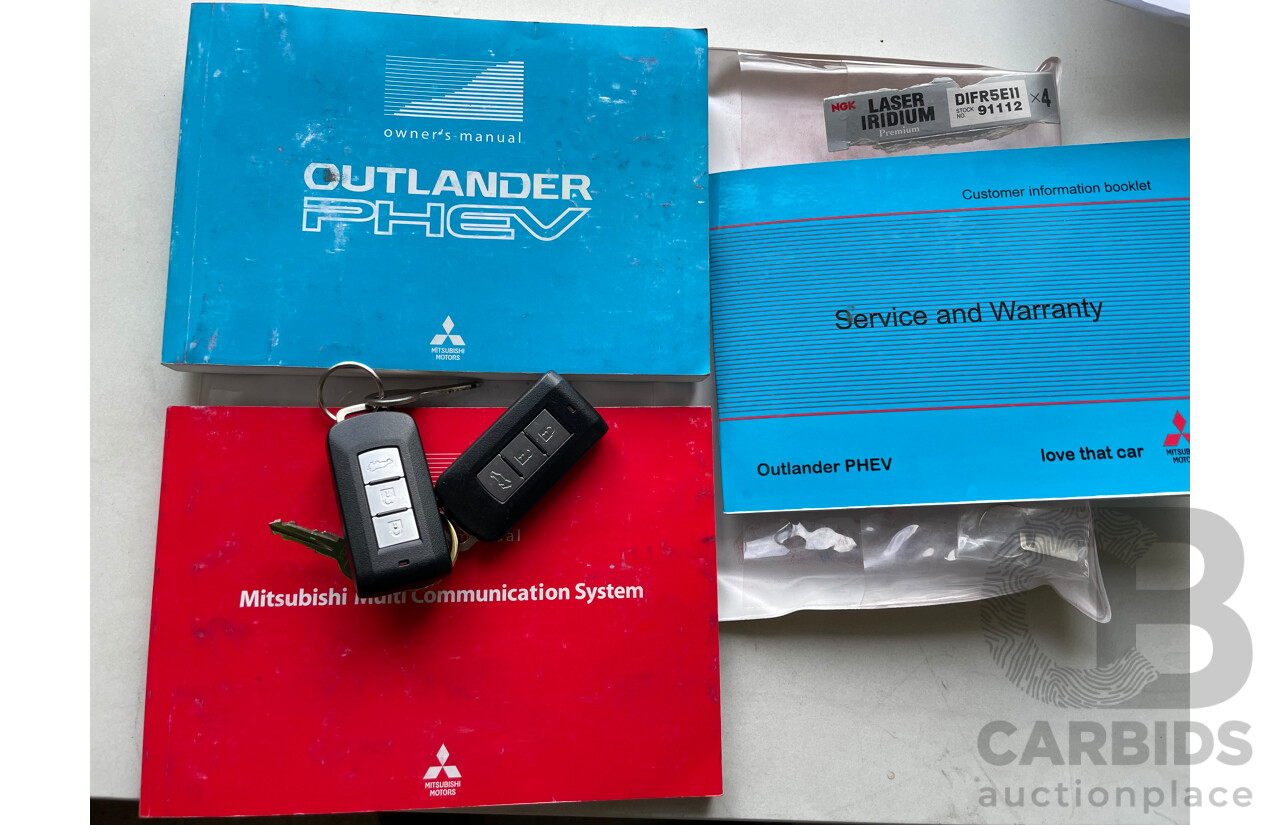 owner's-manual
OUTLANDER
PHEV
MITSUBISHI
MOTORS
NGK
LASER
IRIDIUM
Premium
DIFR5E11
STOCK
NO.
91112
×4
Customer information booklet
Service and Warranty
Outlander PHEV
love that car
Mitsubishi Multi Communication System
MITSUBISHI
MOTORS
CARBIDS
auctionplace